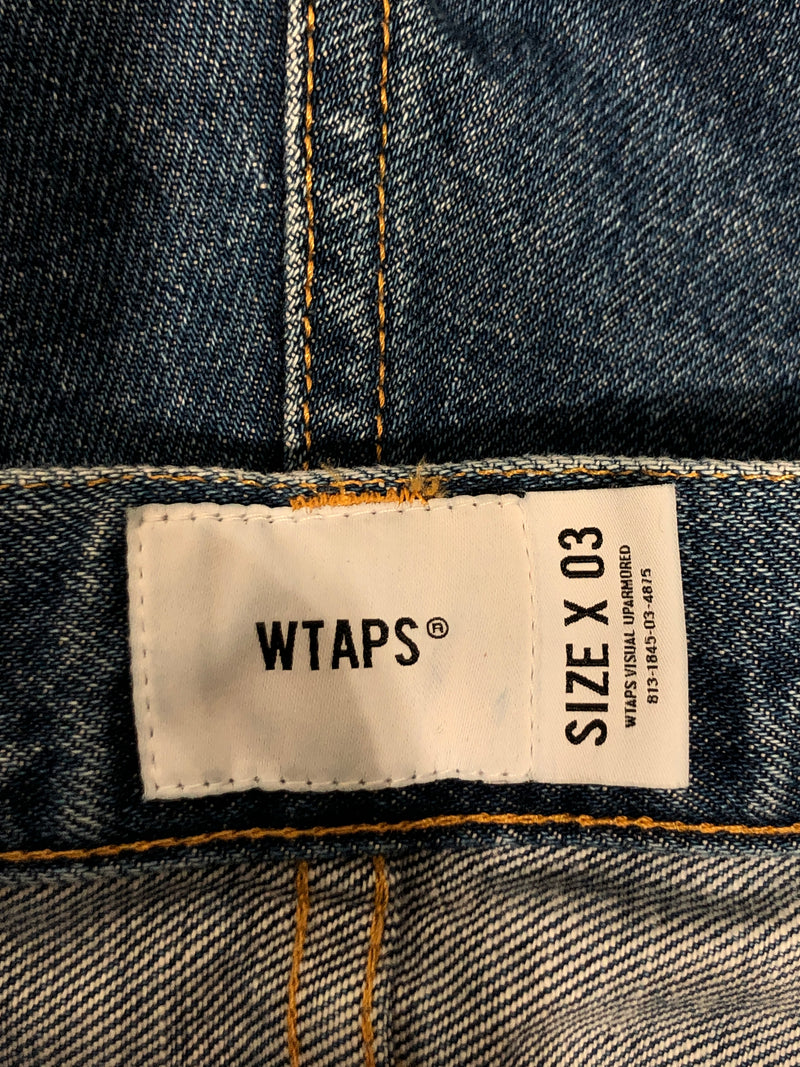 WTAPS®
SIZE X 03
WTAPS VISUAL UPARMORED
813-1845-03-4875